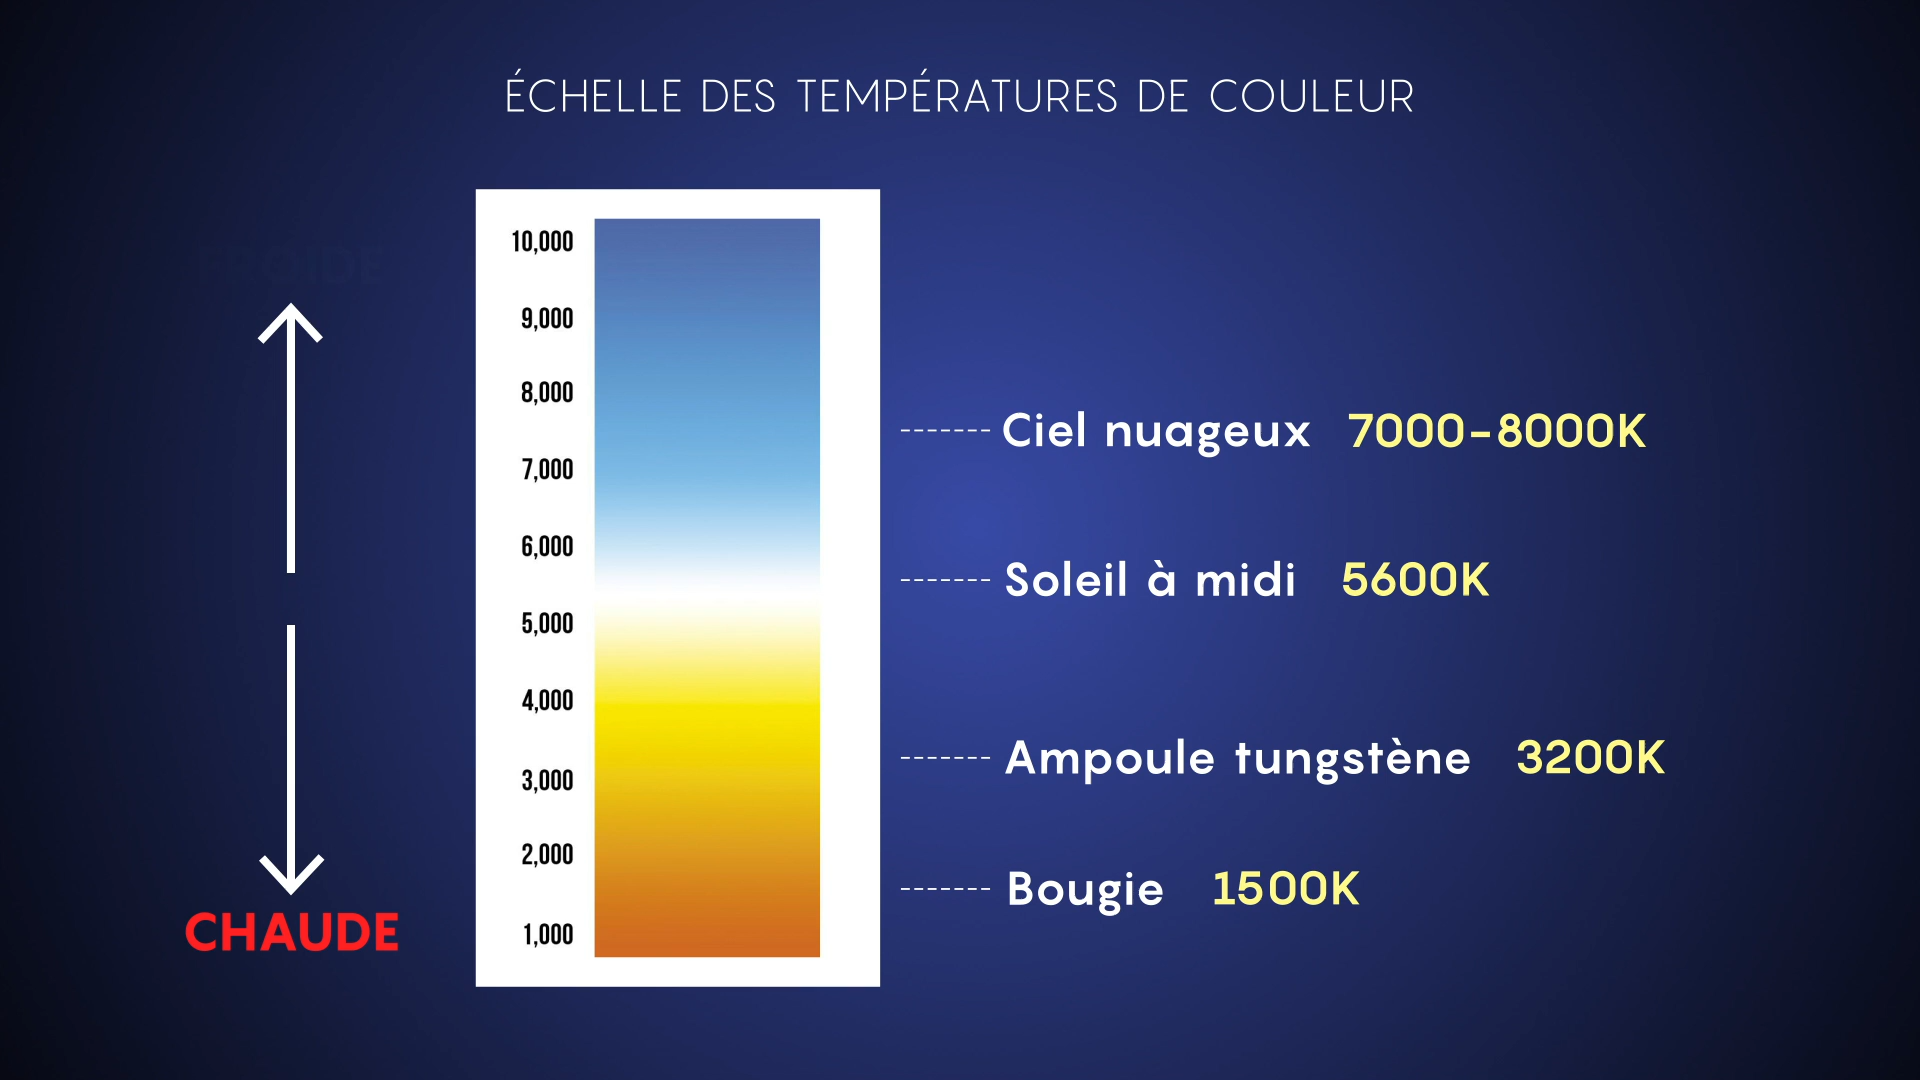 ÉCHELLE DES TEMPÉRATURES DE COULEUR
FROIDE
10,000
9,000
8,000
7,000
6,000
5,000
4,000
3,000
2,000
1,000
CHAUDE
Ciel nuageux 7000-8000K
Soleil à midi 5600K
Ampoule tungstène 3200K
Bougie 1500K